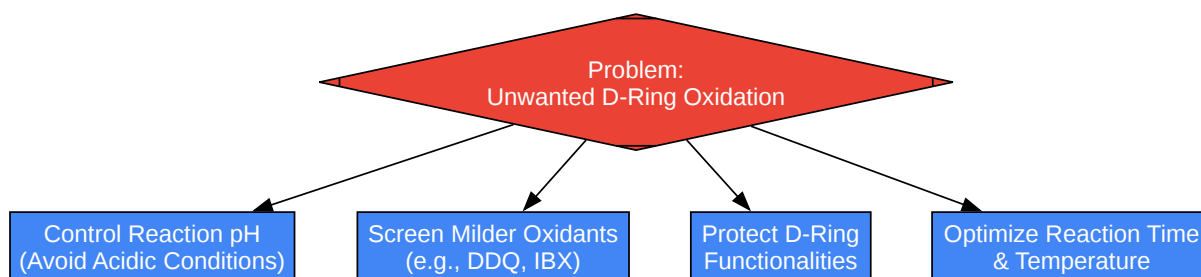 Problem:
Unwanted D-Ring Oxidation
Control Reaction pH
(Avoid Acidic Conditions)
Screen Milder Oxidants
(e.g., DDQ, IBX)
Protect D-Ring
Functionalities
Optimize Reaction Time
& Temperature